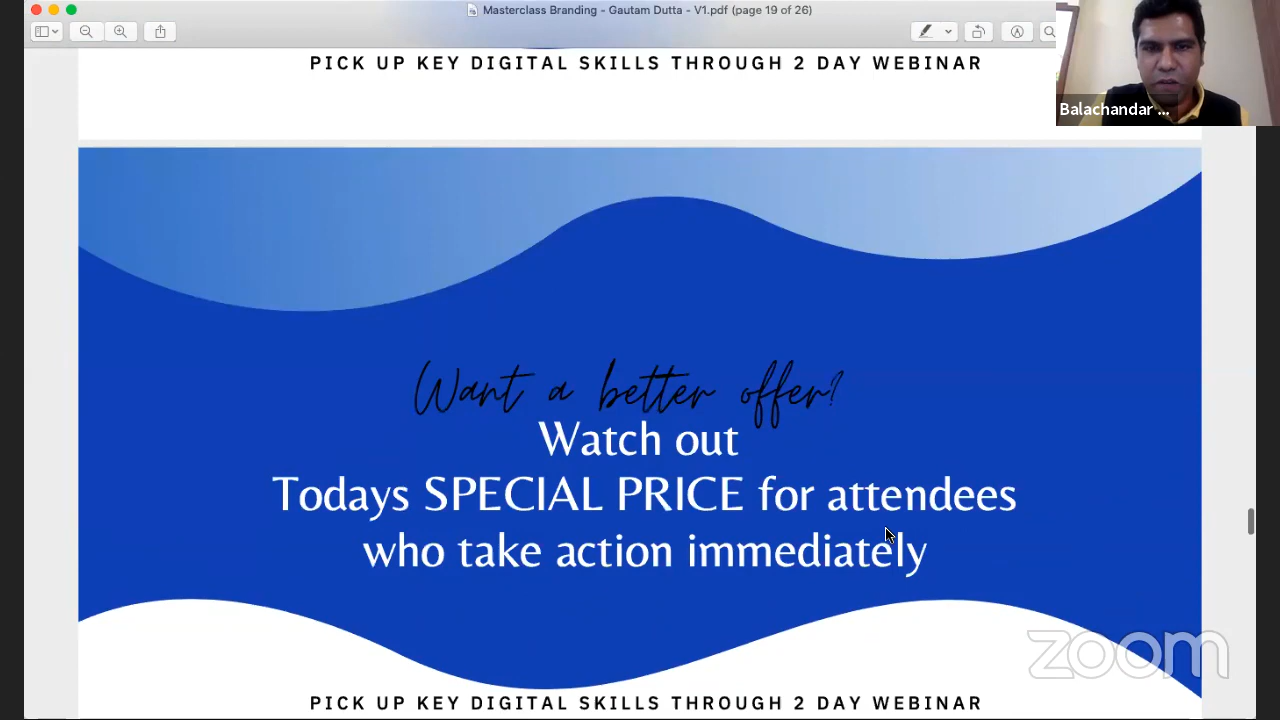 Masterclass Branding - Gautam Dutta - V1.pdf (page 19 of 26)
PICK UP KEY DIGITAL SKILLS THROUGH 2 DAY WEBINAR
Balachandar ...
Want a better offer?
Watch out
Todays SPECIAL PRICE for attendees
who take action immediately
zoom
PICK UP KEY DIGITAL SKILLS THROUGH 2 DAY WEBINAR